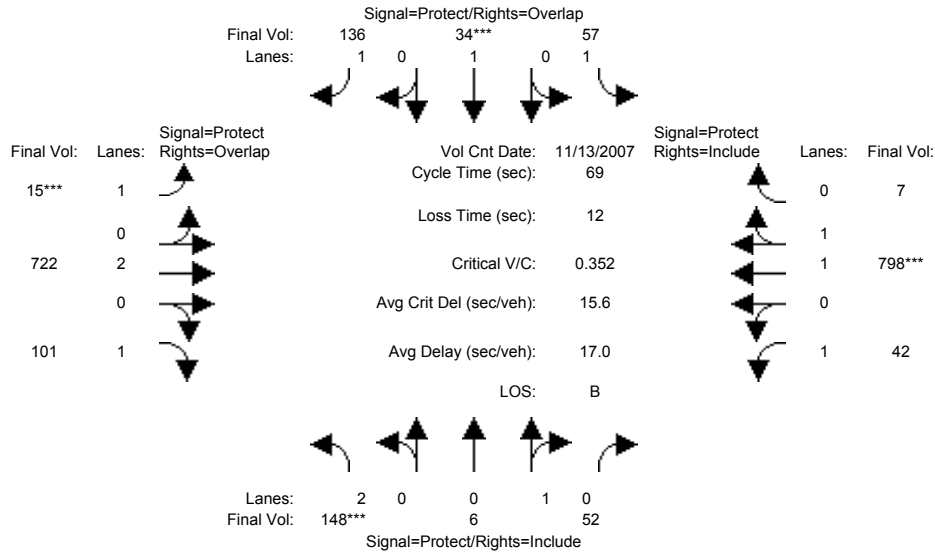 Signal=Protect/Rights=Overlap
Final Vol: 136 34*** 57
Lanes: 1 0 1 0 1
Signal=Protect
Final Vol: Lanes: Rights=Overlap
Vol Cnt Date: 11/13/2007
Signal=Protect
Rights=Include Lanes: Final Vol:
Cycle Time (sec): 69
15*** 1
0 7
Loss Time (sec): 12
0
1
722 2
Critical V/C: 0.352
1 798***
0
Avg Crit Del (sec/veh): 15.6
0
101 1
Avg Delay (sec/veh): 17.0
1 42
LOS: B
Lanes: 2 0 0 1 0
Final Vol: 148*** 6 52
Signal=Protect/Rights=Include